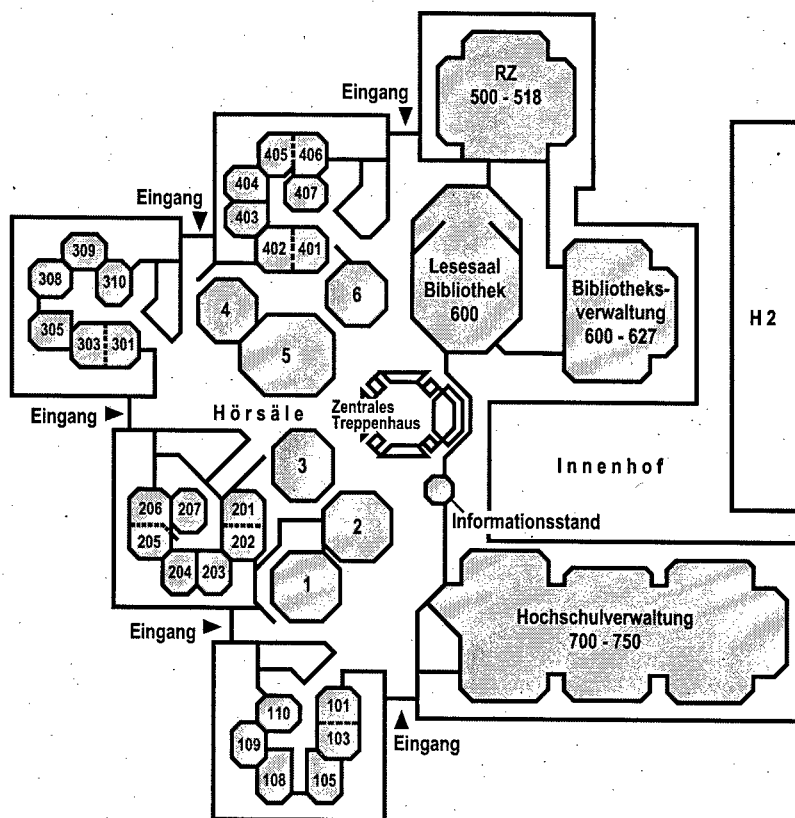 RZ
500 - 518
Eingang
405
406
404
407
403
402
401
Eingang
309
308
310
305
303
301
4
6
5
Lesesaal
Bibliothek
600
Bibliotheks-
verwaltung
600 - 627
H 2
Eingang
Hörsäle
Zentrales
Treppenhaus
3
Innenhof
206
207
201
205
202
204
203
2
Informationsstand
1
Eingang
Hochschulverwaltung
700 - 750
110
101
109
103
108
105
Eingang